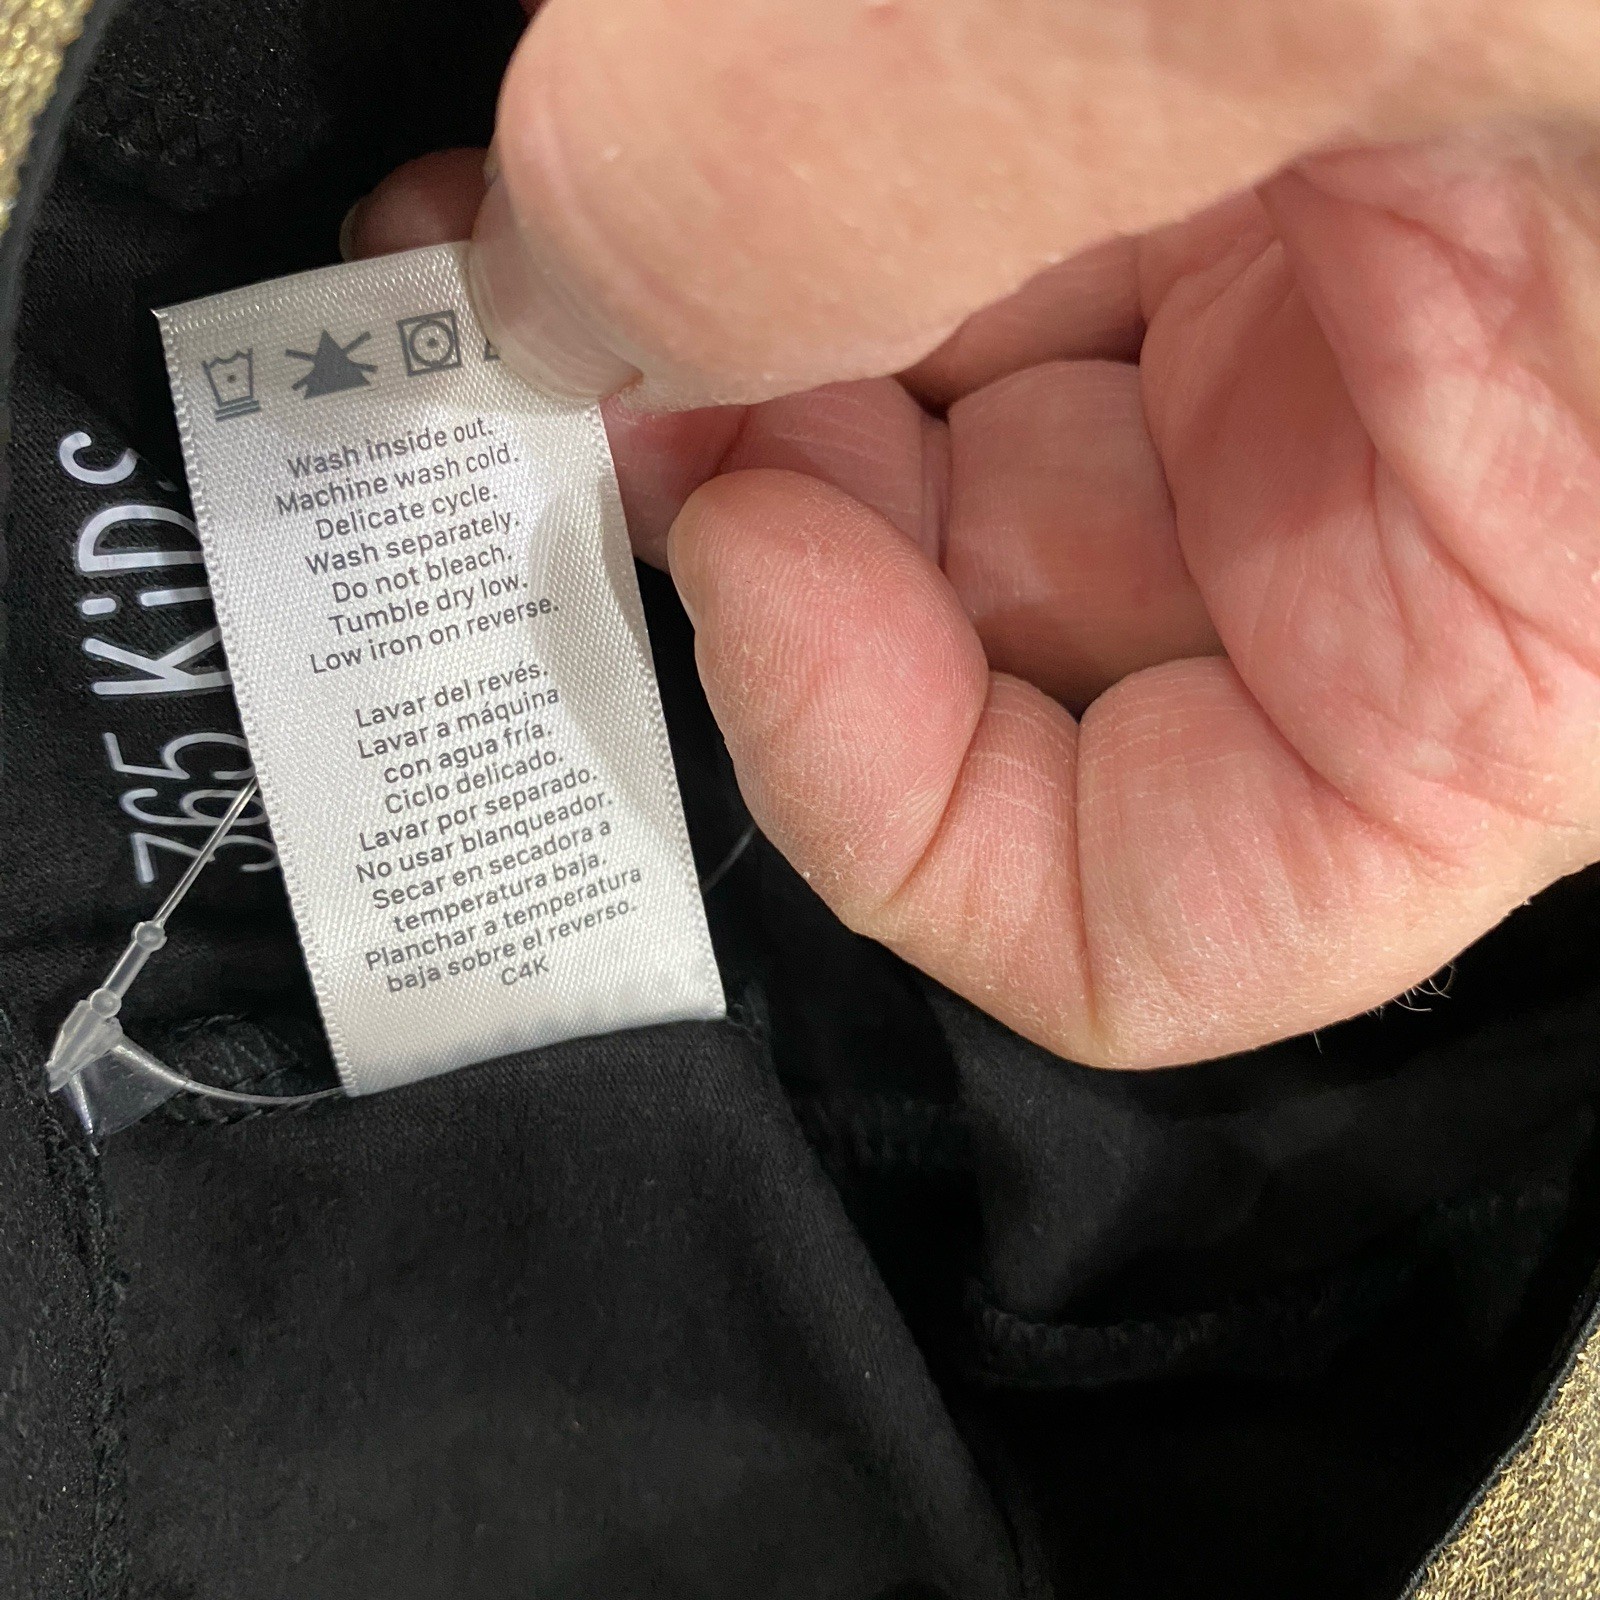 Wash inside out.
Machine wash cold.
Delicate cycle.
Wash separately.
Do not bleach.
Tumble dry low.
Low iron on reverse.
Lavar del revés.
Lavar a máquina
con agua fría.
Ciclo delicado.
Lavar por separado.
No usar blanqueador.
Secar en secadora a
temperatura baja.
Planchar a temperatura
baja sobre el reverso.
C4K
365 KiD